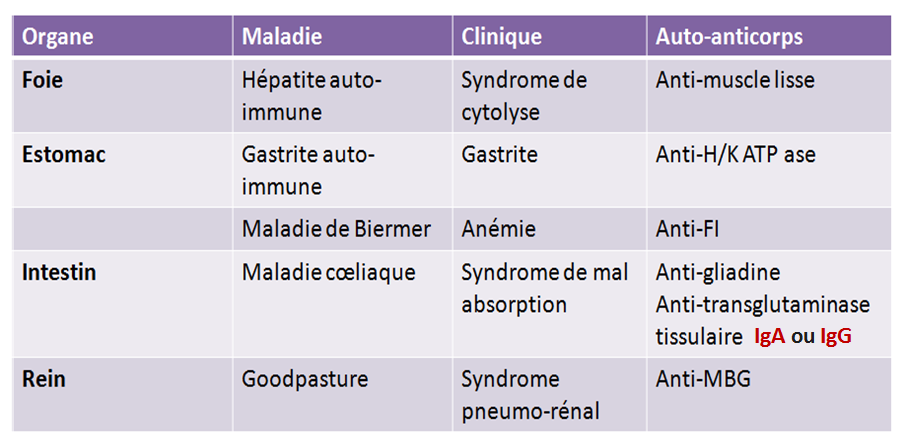 Organe Maladie Clinique Auto-anticorps
Foie Hépatite auto- Syndrome de Anti-muscle lisse
immune cytolyse
Estomac Gastrite auto- Gastrite Anti-H/K ATP ase
immune
Maladie de Biermer Anémie Anti-FI
Intestin Maladie cœliaque Syndrome de mal Anti-gliadine
absorption Anti-transglutaminase
tissulaire IgA ou IgG
Rein Goodpasture Syndrome Anti-MBG
pneumo-rénal